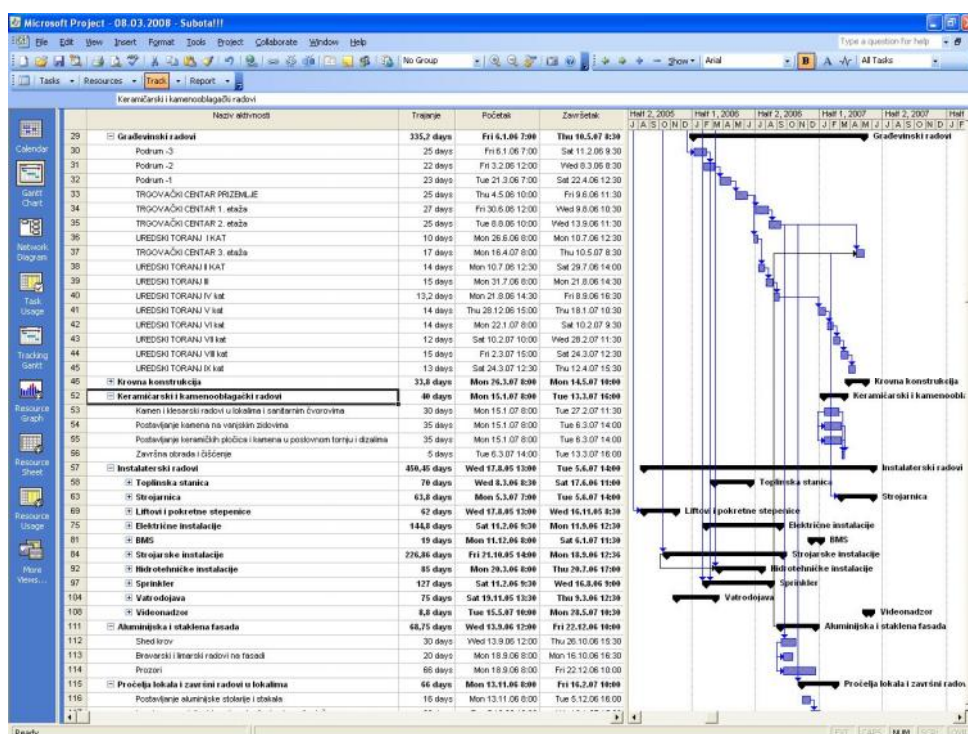 Microsoft Project - 08.03.2008 - Subota!!!
File Edit View Insert Format Tools Project Collaborate Window Help Type a question for help
No Group Show Arial B A All Tasks
Tasks Resources Track Report
Keramičarski i kamenooblagački radovi
Naziv aktivnosti Trajanje Početak Završetak Half 2, 2005 Half 1, 2006 Half 2, 2006 Half 1, 2007 Half 2, 2007 Half
J A S O N D J F M A M J J A S O N D J F M A M J J A S O N D J
29 Građevinski radovi 335,2 days Fri 6.1.06 7:00 Thu 10.5.07 8:30 Građevinski radovi
30 Podrum -3 25 days Fri 6.1.06 7:00 Sat 11.2.06 9:30
31 Podrum -2 22 days Fri 3.2.06 12:00 Wed 8.3.06 8:30
32 Podrum -1 23 days Tue 21.3.06 7:00 Sat 22.4.06 12:30
33 TRGOVAČKI CENTAR PRIZEMLJE 25 days Thu 4.5.06 10:00 Fri 9.6.06 11:30
34 TRGOVAČKI CENTAR 1. etaža 27 days Fri 30.6.06 12:00 Wed 9.8.06 10:30
35 TRGOVAČKI CENTAR 2. etaža 25 days Tue 8.8.06 10:00 Wed 13.9.06 11:30
36 UREDSKI TORANJ I KAT 10 days Mon 26.6.06 8:00 Mon 10.7.06 12:30
37 TRGOVAČKI CENTAR 3. etaža 17 days Mon 16.4.07 8:00 Thu 10.5.07 8:30
38 UREDSKI TORANJ II KAT 14 days Mon 10.7.06 12:30 Sat 29.7.06 14:00
39 UREDSKI TORANJ III 15 days Mon 31.7.06 8:00 Mon 21.8.06 14:30
40 UREDSKI TORANJ IV kat 13,2 days Mon 21.8.06 14:30 Fri 8.9.06 16:30
41 UREDSKI TORANJ V kat 14 days Thu 28.12.06 15:00 Thu 18.1.07 10:30
42 UREDSKI TORANJ VI kat 14 days Mon 22.1.07 8:00 Sat 10.2.07 9:30
43 UREDSKI TORANJ VII kat 12 days Sat 10.2.07 10:00 Wed 28.2.07 11:30
44 UREDSKI TORANJ VIII kat 15 days Fri 2.3.07 15:00 Sat 24.3.07 12:30
45 UREDSKI TORANJ IX kat 13 days Sat 24.3.07 12:30 Thu 12.4.07 15:30
46 Krovna konstrukcija 33,8 days Mon 26.3.07 8:00 Mon 14.5.07 10:00 Krovna konstrukcija
52 Keramičarski i kamenooblagački radovi 40 days Mon 15.1.07 8:00 Tue 13.3.07 16:00 Keramičarski i kamenoobla
53 Kamen i klesarski radovi u lokalima i sanitarnim čvorovima 30 days Mon 15.1.07 8:00 Tue 27.2.07 11:30
54 Postavljanje kamena na vanjskim zidovima 35 days Mon 15.1.07 8:00 Tue 6.3.07 14:00
55 Postavljanje keramičkih pločica i kamena u poslovnom tornju i dizalima 35 days Mon 15.1.07 8:00 Tue 6.3.07 14:00
56 Završna obrada i čišćenje 5 days Tue 6.3.07 14:00 Tue 13.3.07 16:00
57 Instalaterski radovi 450,45 days Wed 17.8.05 13:00 Tue 5.6.07 14:00 Instalaterski radovi
58 Toplinska stanica 70 days Wed 8.3.06 8:30 Sat 17.6.06 11:00 Toplinska stanica
63 Strojarnica 63,8 days Mon 5.3.07 7:00 Tue 5.6.07 14:00 Strojarnica
69 Liftovi i pokretne stepenice 62 days Wed 17.8.05 13:00 Wed 16.11.05 8:30 Liftovi i pokretne stepenice
75 Električne instalacije 144,8 days Sat 11.2.06 9:30 Mon 11.9.06 12:30 Električne instalacije
81 BMS 19 days Mon 11.12.06 8:00 Sat 6.1.07 11:30 BMS
84 Strojarske instalacije 226,86 days Fri 21.10.05 14:00 Mon 18.9.06 12:36 Strojarske instalacije
92 Hidrotehničke instalacije 85 days Mon 20.3.06 8:00 Thu 20.7.06 17:00 Hidrotehničke instalacije
97 Sprinkler 127 days Sat 11.2.06 9:30 Wed 16.8.06 9:00 Sprinkler
104 Vatrodojava 75 days Sat 19.11.05 13:30 Thu 9.3.06 12:30 Vatrodojava
108 Videonadzor 8,8 days Tue 15.5.07 10:00 Mon 28.5.07 10:30 Videonadzor
111 Aluminijska i staklena fasada 68,75 days Wed 13.9.06 12:00 Fri 22.12.06 10:00 Aluminijska i staklena fasada
112 Shed krov 30 days Wed 13.9.06 12:00 Thu 26.10.06 15:30
113 Bravarski i limarski radovi na fasadi 20 days Mon 18.9.06 8:00 Mon 16.10.06 16:30
114 Prozori 66 days Mon 18.9.06 8:00 Fri 22.12.06 10:00
115 Pročelja lokala i završni radovi u lokalima 66 days Mon 13.11.06 8:00 Fri 16.2.07 10:00 Pročelja lokala i završni radov
116 Postavljanje aluminijske stolarije i stakala 16 days Mon 13.11.06 8:00 Tue 5.12.06 16:00
Calendar
Gantt Chart
Network Diagram
Task Usage
Tracking Gantt
Resource Graph
Resource Sheet
Resource Usage
More Views...
Ready EXT CAPS NUM SCRL OVR